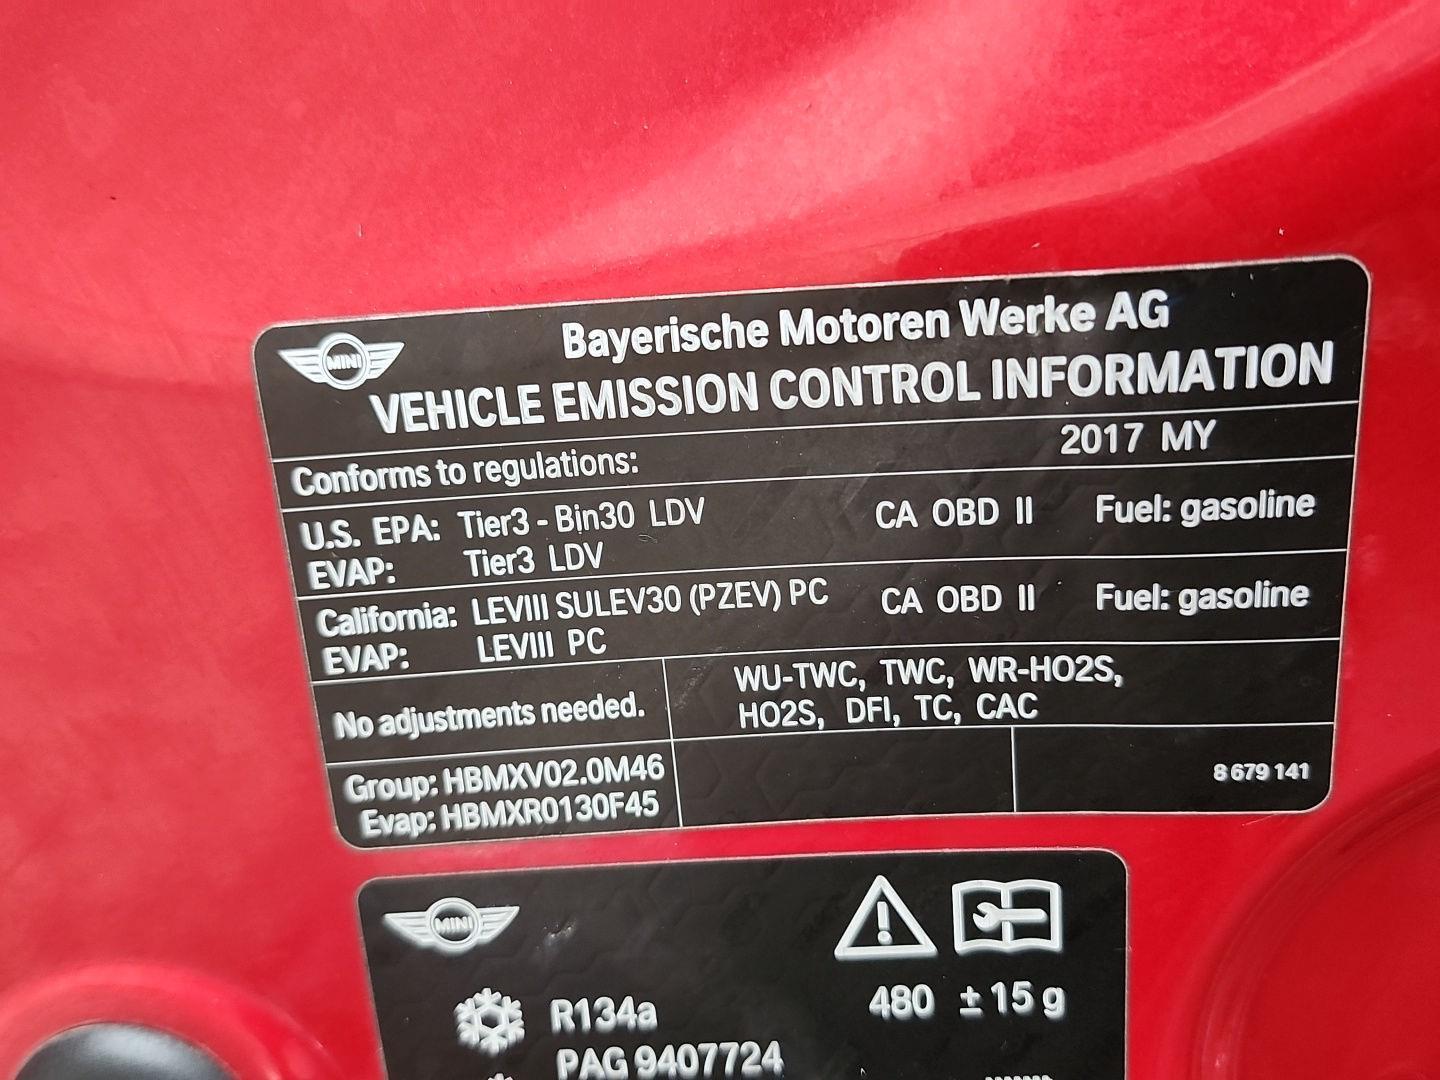 MINI
Bayerische Motoren Werke AG
VEHICLE EMISSION CONTROL INFORMATION
Conforms to regulations: 2017 MY
U.S. EPA: Tier3 - Bin30 LDV CA OBD II Fuel: gasoline
EVAP: Tier3 LDV
California: LEVIII SULEV30 (PZEV) PC CA OBD II Fuel: gasoline
EVAP: LEVIII PC
No adjustments needed.
WU-TWC, TWC, WR-HO2S,
HO2S, DFI, TC, CAC
Group: HBMXV02.0M46
Evap: HBMXR0130F45
8 679 141
MINI
R134a 480 ± 15 g
PAG 9407724